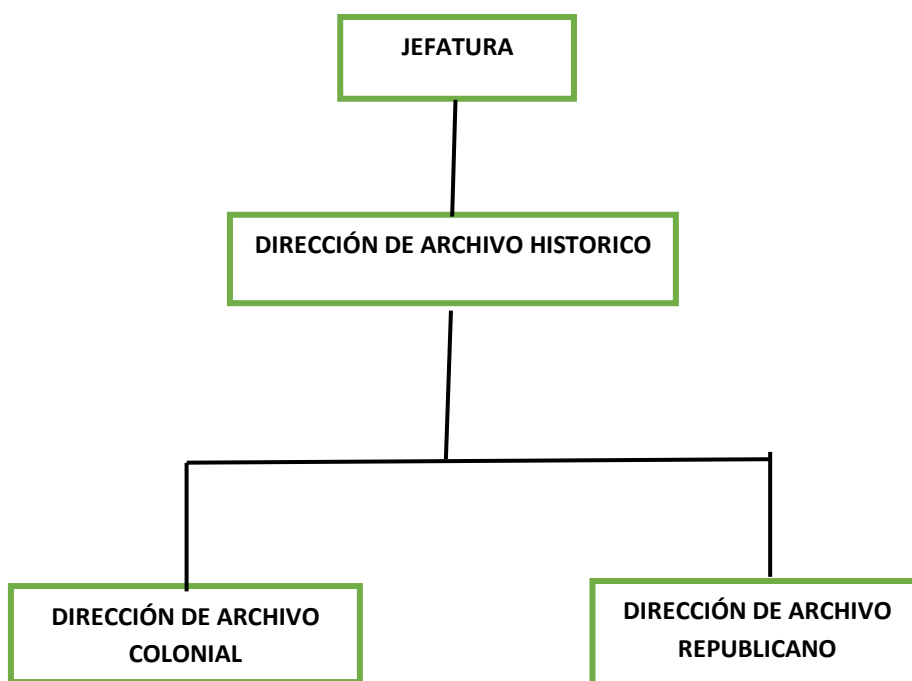 JEFATURA
DIRECCIÓN DE ARCHIVO HISTORICO
DIRECCIÓN DE ARCHIVO
COLONIAL
DIRECCIÓN DE ARCHIVO
REPUBLICANO